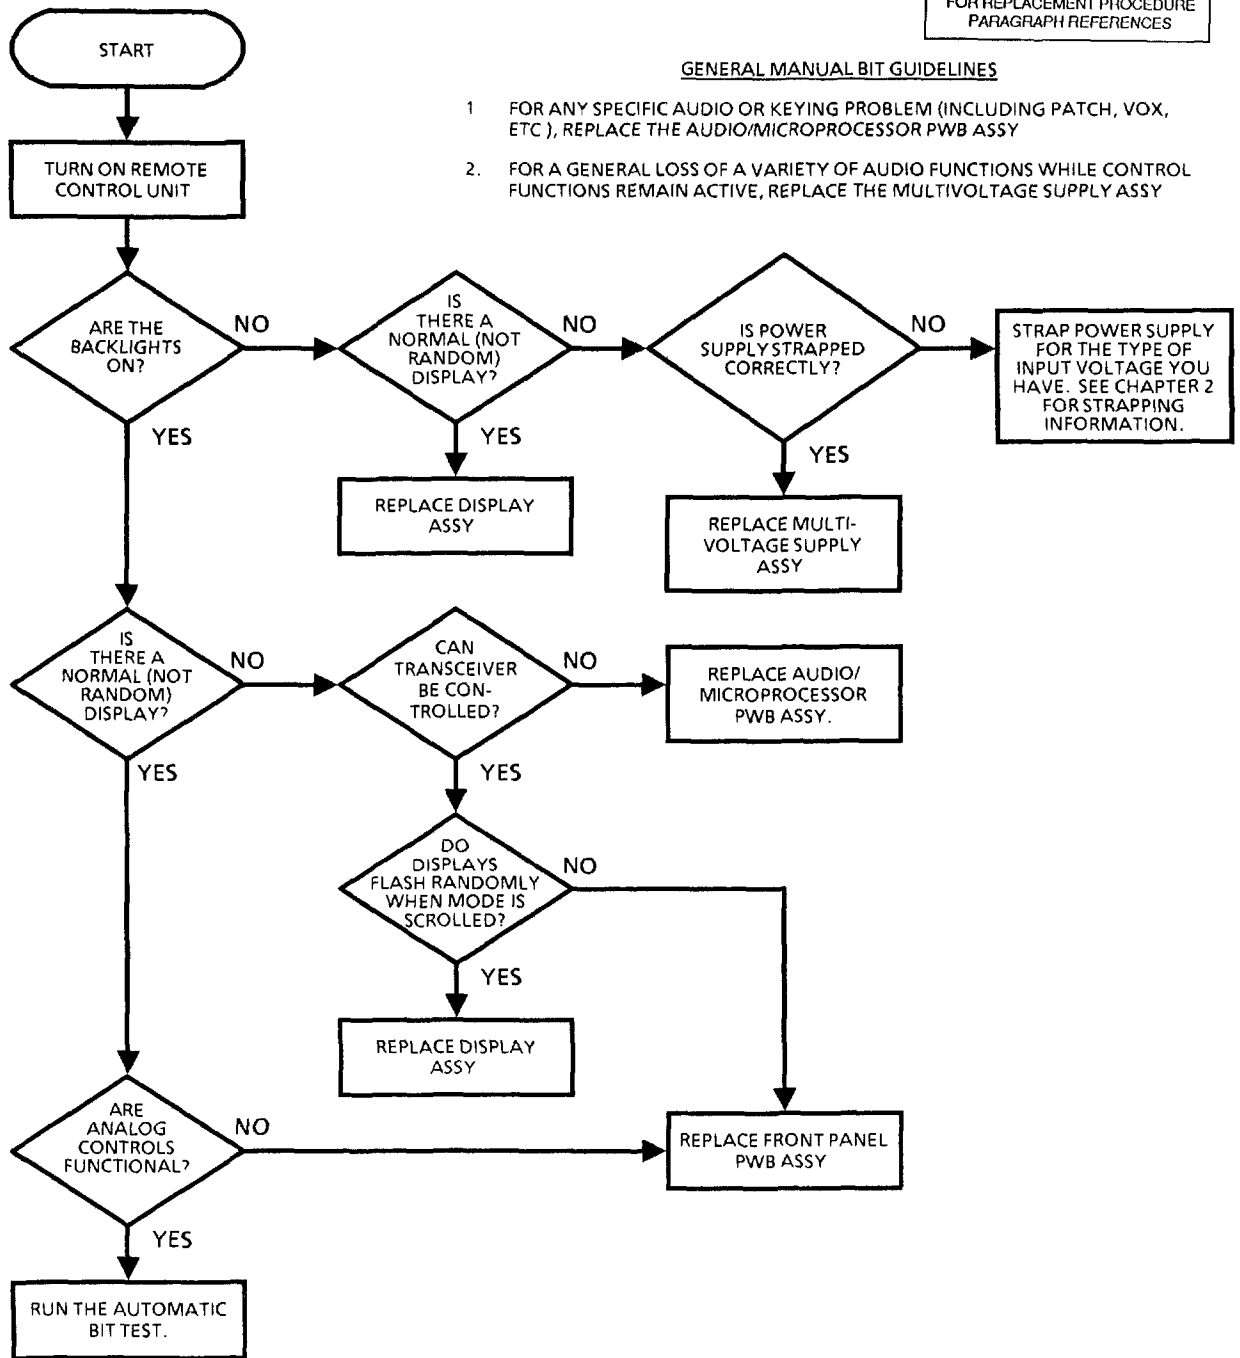 FOR REPLACEMENT PROCEDURE
PARAGRAPH REFERENCES
START
GENERAL MANUAL BIT GUIDELINES
1 FOR ANY SPECIFIC AUDIO OR KEYING PROBLEM (INCLUDING PATCH, VOX,
ETC ), REPLACE THE AUDIO/MICROPROCESSOR PWB ASSY
2. FOR A GENERAL LOSS OF A VARIETY OF AUDIO FUNCTIONS WHILE CONTROL
FUNCTIONS REMAIN ACTIVE, REPLACE THE MULTIVOLTAGE SUPPLY ASSY
TURN ON REMOTE
CONTROL UNIT
ARE THE
BACKLIGHTS
ON?
NO
YES
IS
THERE A
NORMAL (NOT
RANDOM)
DISPLAY?
NO
YES
IS POWER
SUPPLY STRAPPED
CORRECTLY?
NO
YES
STRAP POWER SUPPLY
FOR THE TYPE OF
INPUT VOLTAGE YOU
HAVE. SEE CHAPTER 2
FOR STRAPPING
INFORMATION.
REPLACE DISPLAY
ASSY
REPLACE MULTI-
VOLTAGE SUPPLY
ASSY
IS
THERE A
NORMAL (NOT
RANDOM)
DISPLAY?
NO
YES
CAN
TRANSCEIVER
BE CON-
TROLLED?
NO
YES
REPLACE AUDIO/
MICROPROCESSOR
PWB ASSY.
DO
DISPLAYS
FLASH RANDOMLY
WHEN MODE IS
SCROLLED?
NO
YES
REPLACE DISPLAY
ASSY
ARE
ANALOG
CONTROLS
FUNCTIONAL?
NO
YES
REPLACE FRONT PANEL
PWB ASSY
RUN THE AUTOMATIC
BIT TEST.